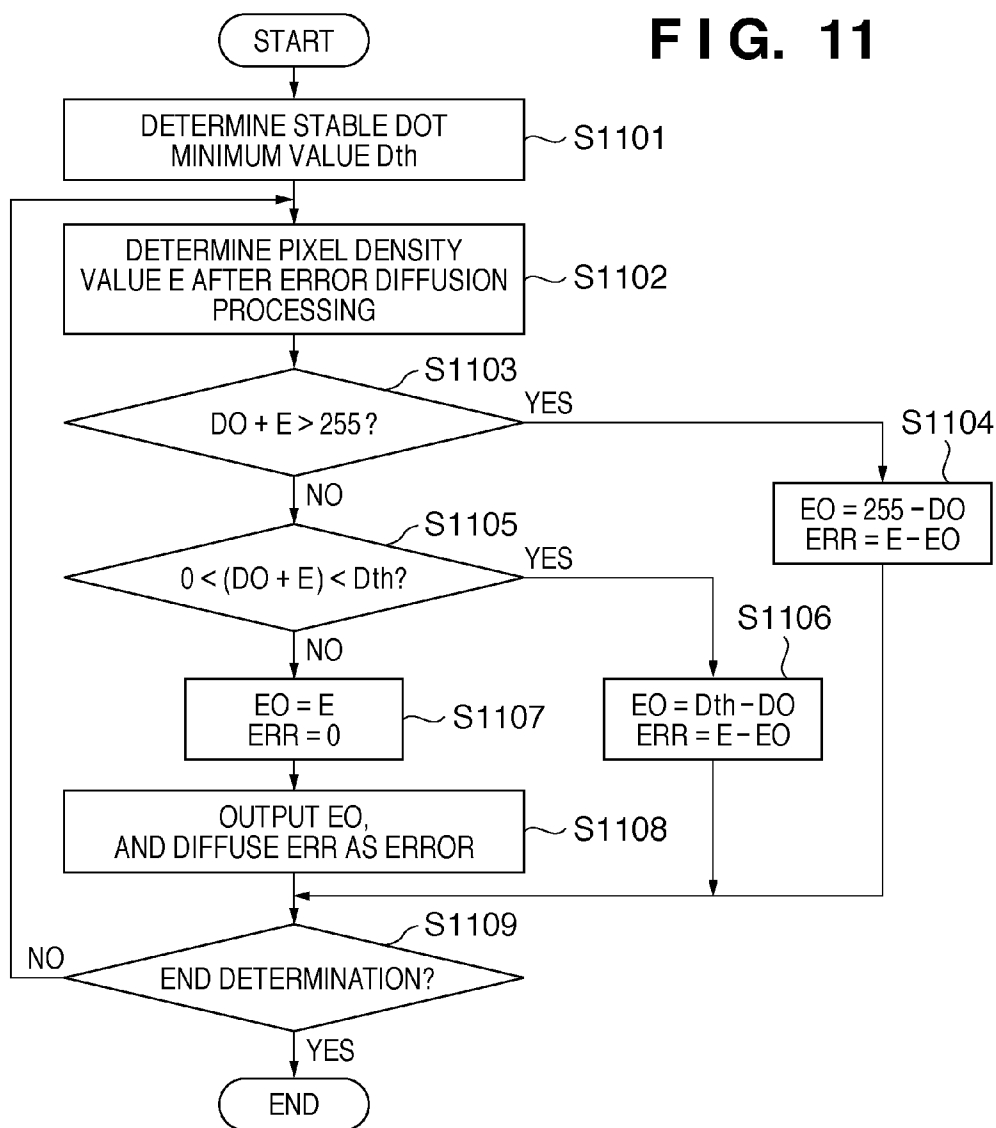 FIG. 11
START
DETERMINE STABLE DOT
MINIMUM VALUE Dth
S1101
DETERMINE PIXEL DENSITY
VALUE E AFTER ERROR DIFFUSION
PROCESSING
S1102
S1103
DO + E > 255?
YES
NO
S1104
EO = 255 – DO
ERR = E – EO
S1105
0 < (DO + E) < Dth?
YES
NO
S1106
EO = Dth – DO
ERR = E – EO
EO = E
ERR = 0
S1107
OUTPUT EO,
AND DIFFUSE ERR AS ERROR
S1108
S1109
NO
END DETERMINATION?
YES
END